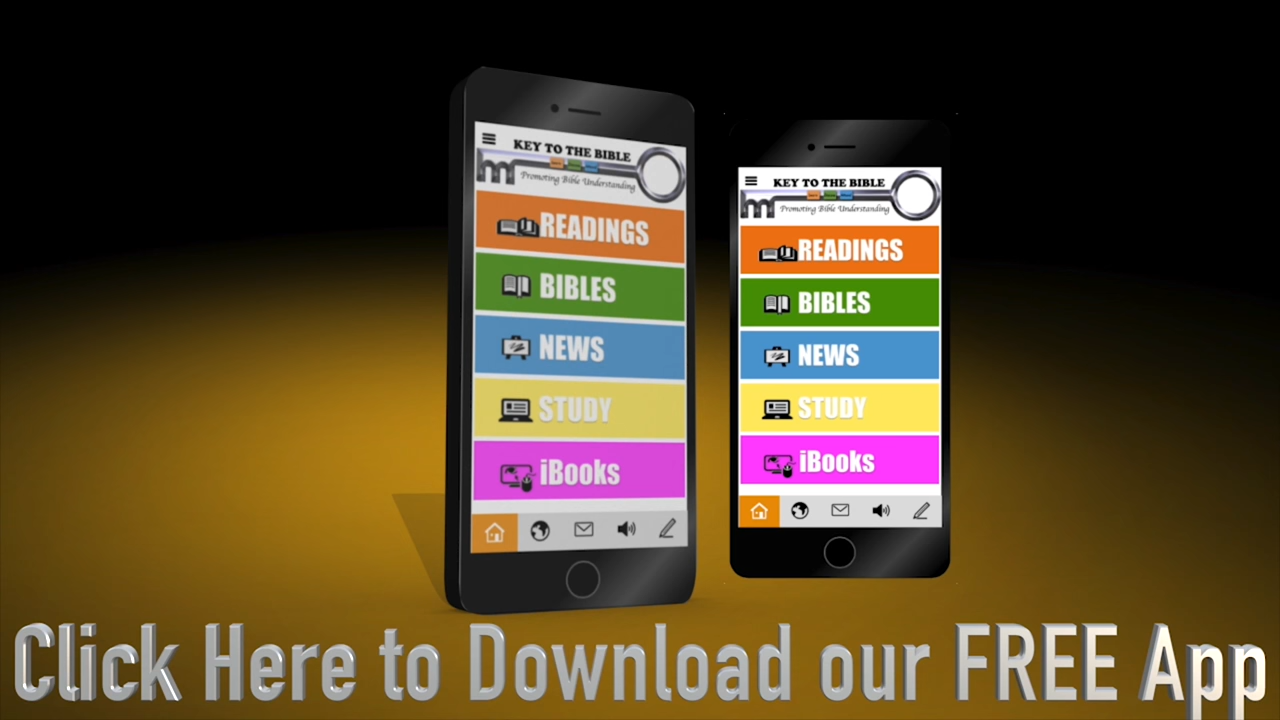 KEY TO THE BIBLE
Promoting Bible Understanding
READINGS
BIBLES
NEWS
STUDY
iBooks
KEY TO THE BIBLE
Promoting Bible Understanding
READINGS
BIBLES
NEWS
STUDY
iBooks
Click Here to Download our FREE App